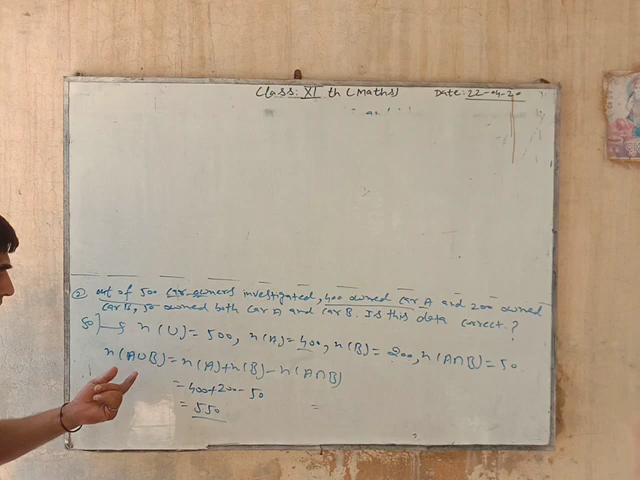 Class: XI th (Maths) Date: 22-04-20
② out of 500 car owners investigated, 400 owned car A and 200 owned
car B, 50 owned both car A and car B. Is this data correct.?
n(U) = 500, n(A) = 400, n(B) = 200, n(A∩B) = 50
n(A∪B) = n(A)+n(B)-n(A∩B)
= 400+200-50
= 550 =